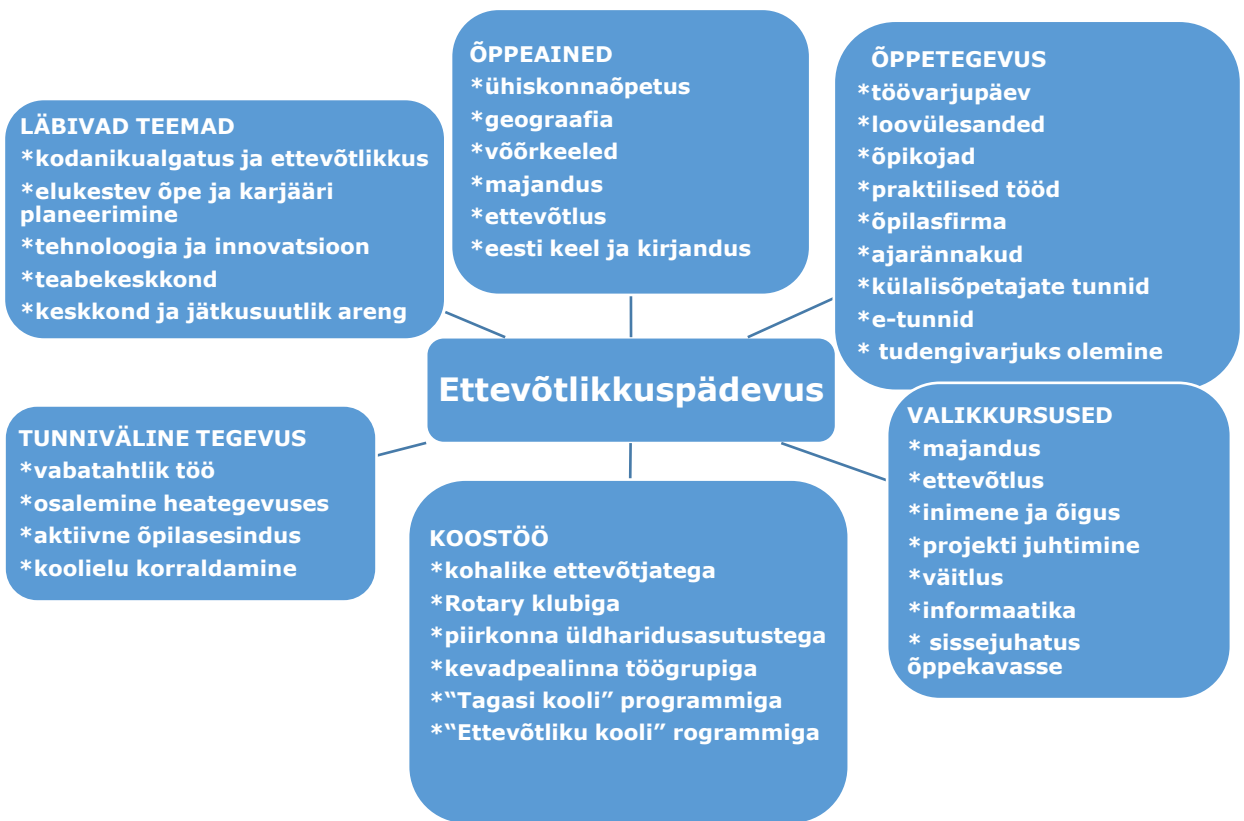 LÄBIVAD TEEMAD
*kodanikualgatus ja ettevõtlikkus
*elukestev õpe ja karjääri
planeerimine
*tehnoloogia ja innovatsioon
*teabekeskkond
*keskkond ja jätkusuutlik areng
ÕPPEAINED
*ühiskonnaõpetus
*geograafia
*võõrkeeled
*majandus
*ettevõtlus
*eesti keel ja kirjandus
ÕPPETEGEVUS
*töövarjupäev
*loovülesanded
*õpikojad
*praktilised tööd
*õpilasfirma
*ajarännakud
*külalisõpetajate tunnid
*e-tunnid
* tudengivarjuks olemine
Ettevõtlikkuspädevus
TUNNIVÄLINE TEGEVUS
*vabatahtlik töö
*osalemine heategevuses
*aktiivne õpilasesindus
*koolielu korraldamine
KOOSTÖÖ
*kohalike ettevõtjatega
*Rotary klubiga
*piirkonna üldharidusasutustega
*kevadpealinna töögrupiga
*“Tagasi kooli” programmiga
*“Ettevõtliku kooli” rogrammiga
VALIKKURSUSED
*majandus
*ettevõtlus
*inimene ja õigus
*projekti juhtimine
*väitlus
*informaatika
* sissejuhatus
õppekavasse